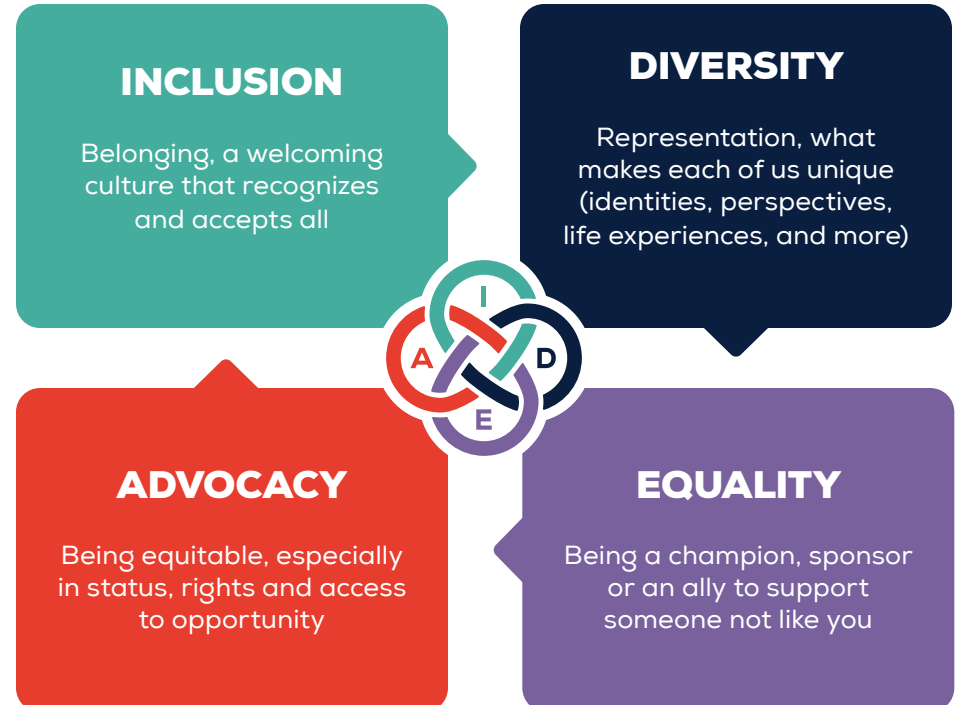 INCLUSION
Belonging, a welcoming
culture that recognizes
and accepts all
DIVERSITY
Representation, what
makes each of us unique
(identities, perspectives,
life experiences, and more)
I
A
D
E
ADVOCACY
Being equitable, especially
in status, rights and access
to opportunity
EQUALITY
Being a champion, sponsor
or an ally to support
someone not like you